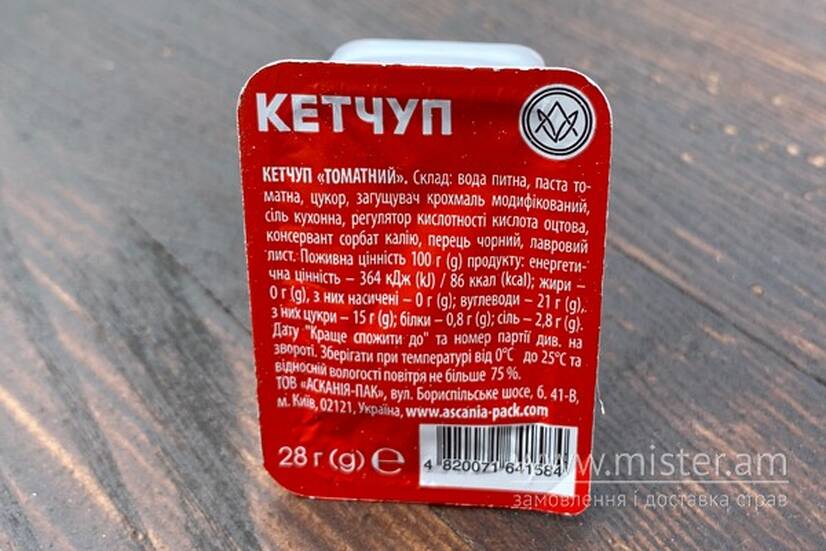 КЕТЧУП
КЕТЧУП «ТОМАТНИЙ». Склад: вода питна, паста то-
матна, цукор, загущувач крохмаль модифікований,
сіль кухонна, регулятор кислотності кислота оцтова,
консервант сорбат калію, перець чорний, лавровий
лист. Поживна цінність 100 г (g) продукту: енергети-
чна цінність – 364 кДж (kJ) / 86 ккал (kcal); жири –
0 г (g), з них насичені – 0 г (g); вуглеводи – 21 г (g),
з них цукри – 15 г (g); білки – 0,8 г (g); сіль – 2,8 г (g).
Дату "Краще спожити до" та номер партії див. на
звороті. Зберігати при температурі від 0°С до 25°С та
відносній вологості повітря не більше 75 %.
ТОВ «АСКАНІЯ-ПАК», вул. Бориспільське шосе, б. 41-В,
м. Київ, 02121, Україна, www.ascania-pack.com
28 г (g) e
4 820071 641584
www.mister.am
замовлення і доставка страв